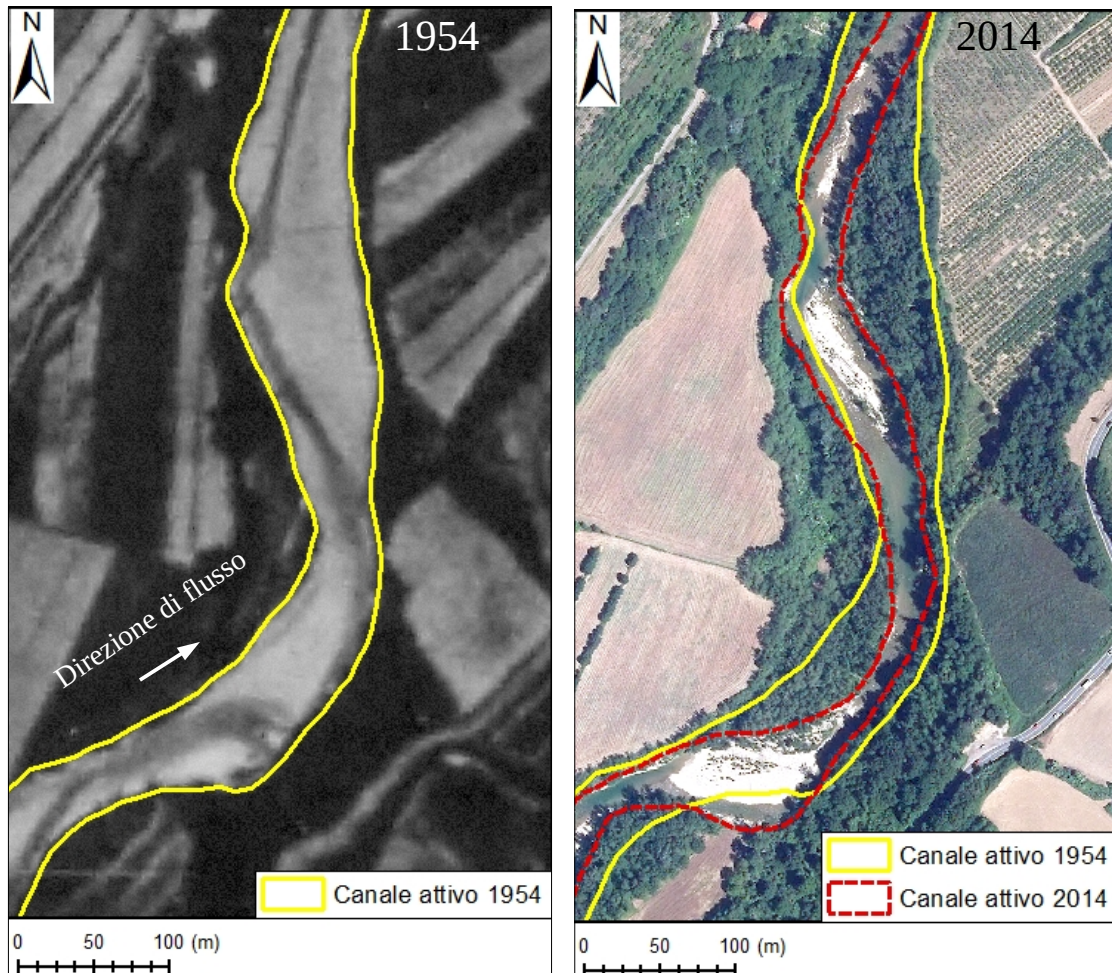 N
1954
Direzione di flusso
Canale attivo 1954
0 50 100 (m)
N
2014
Canale attivo 1954
Canale attivo 2014
0 50 100 (m)